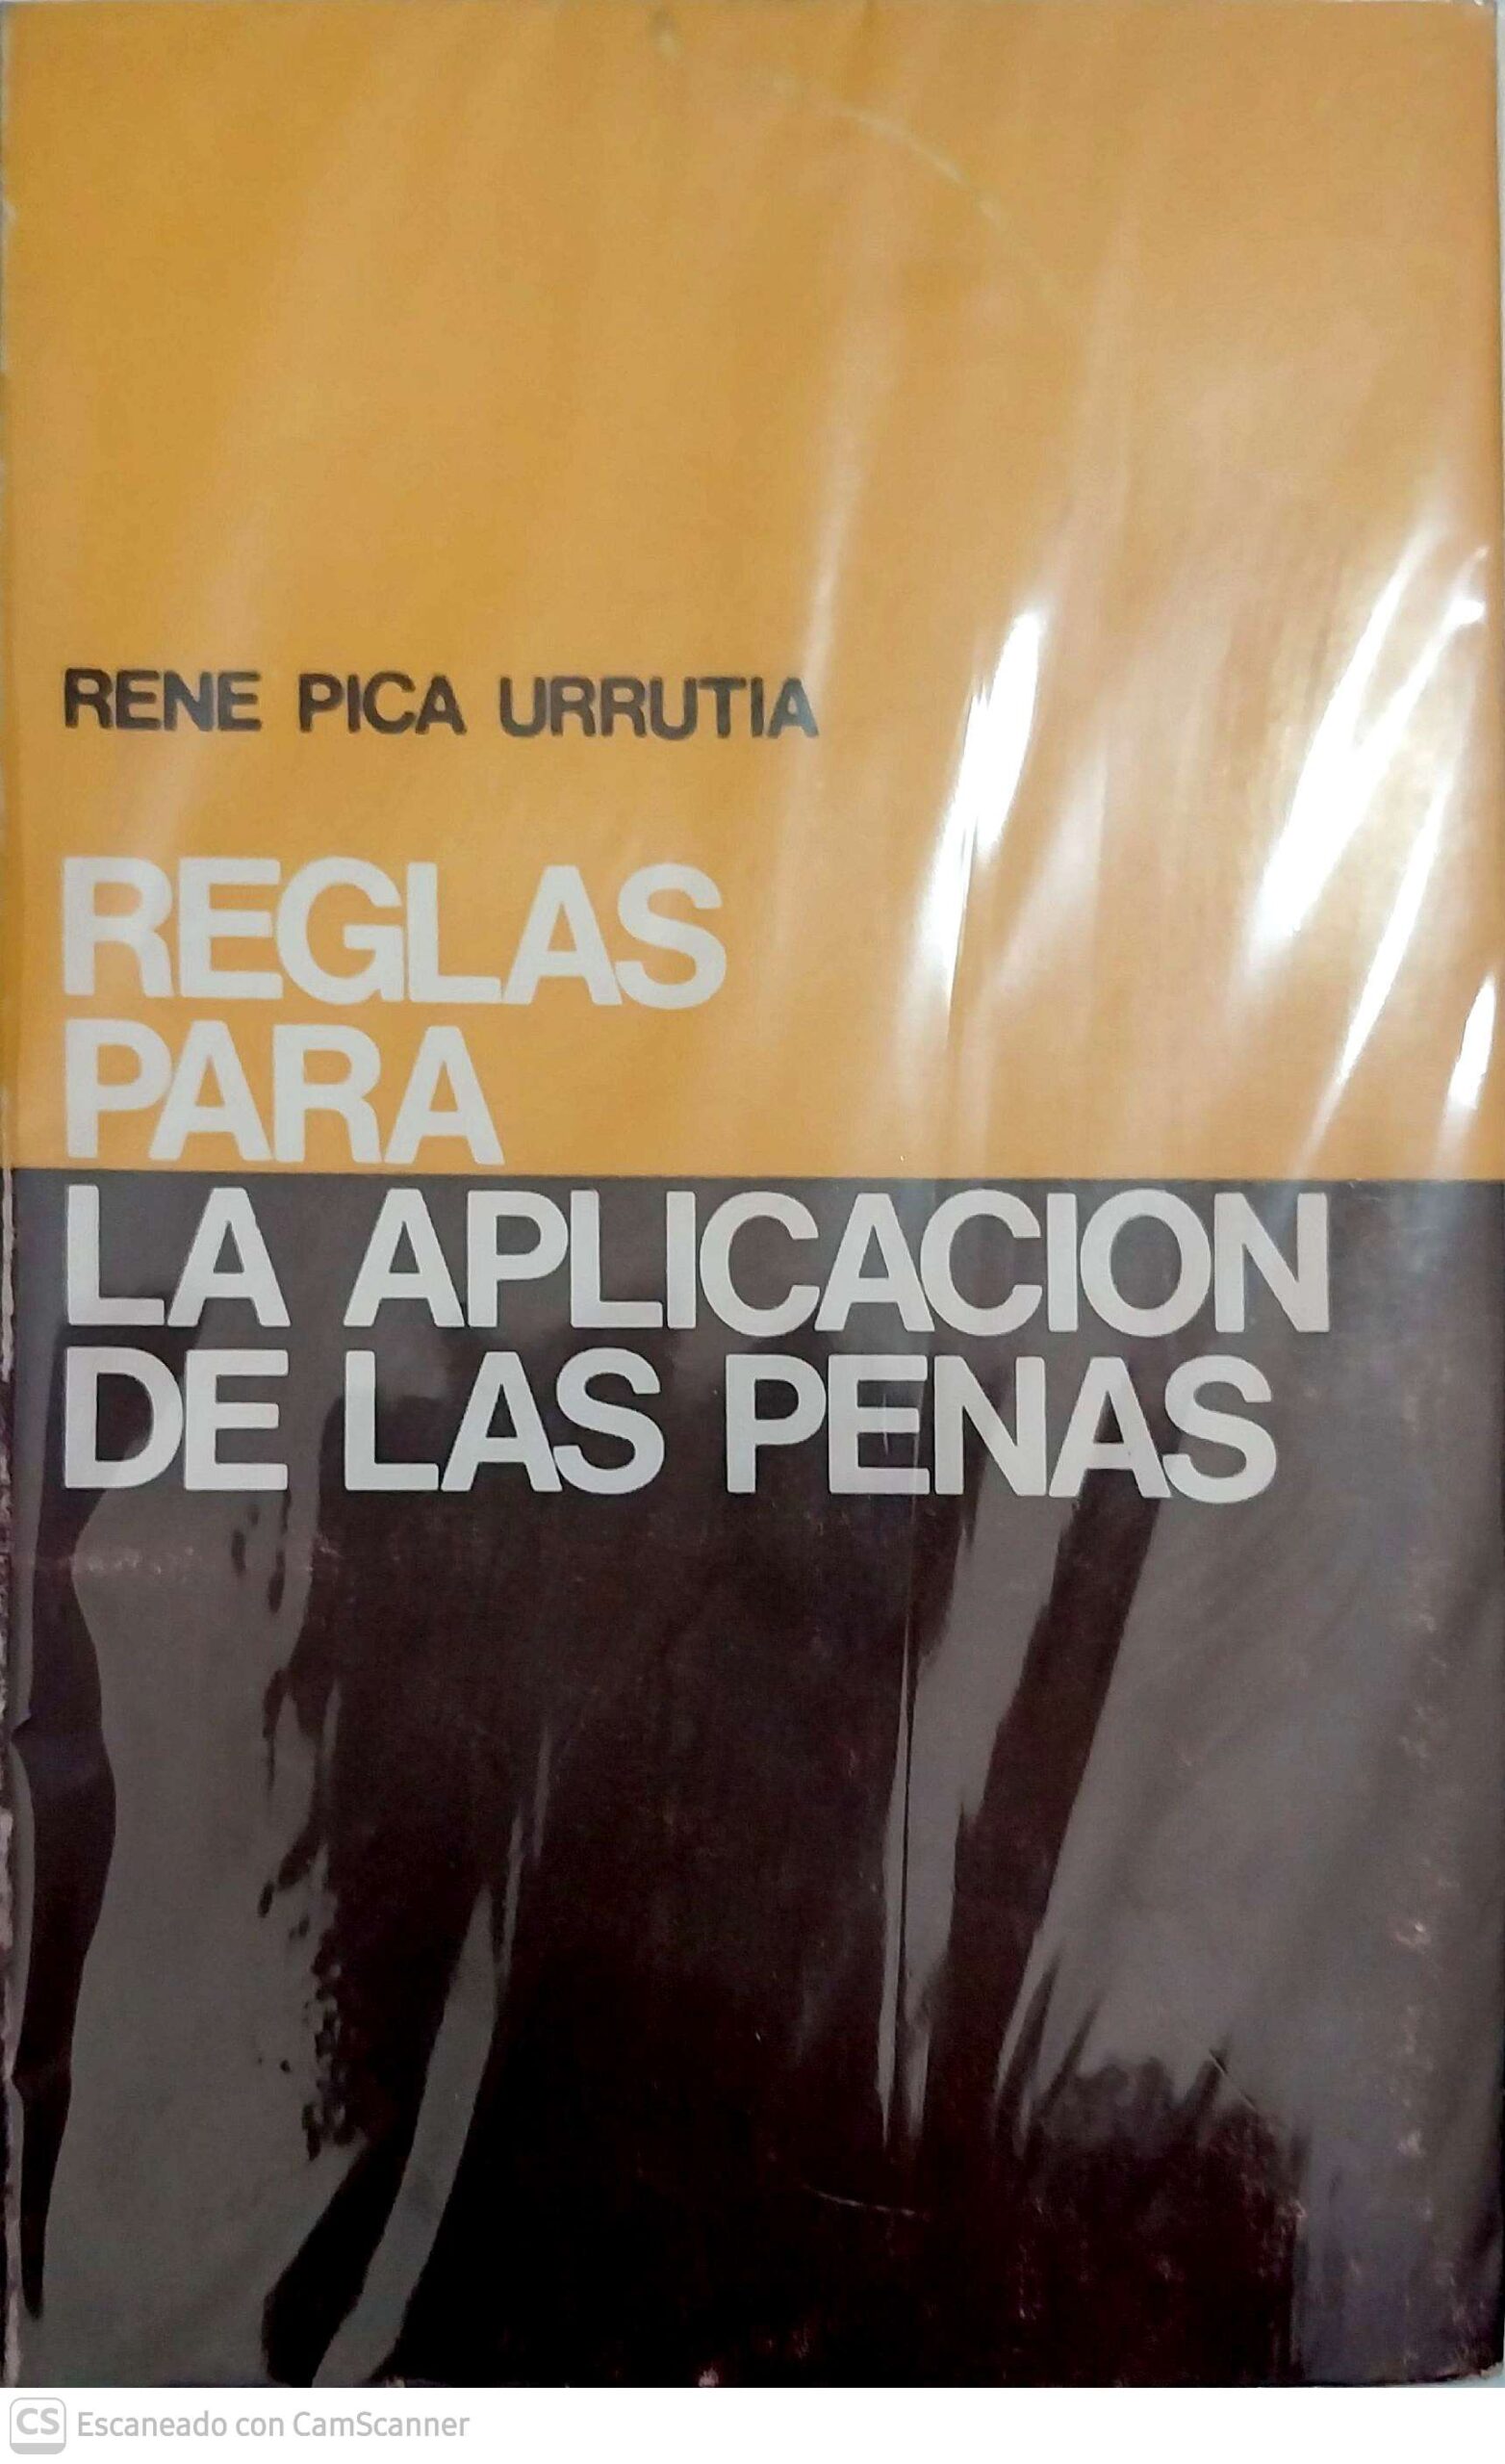 RENE PICA URRUTIA
REGLAS
PARA
LA APLICACION
DE LAS PENAS
CS Escaneado con CamScanner